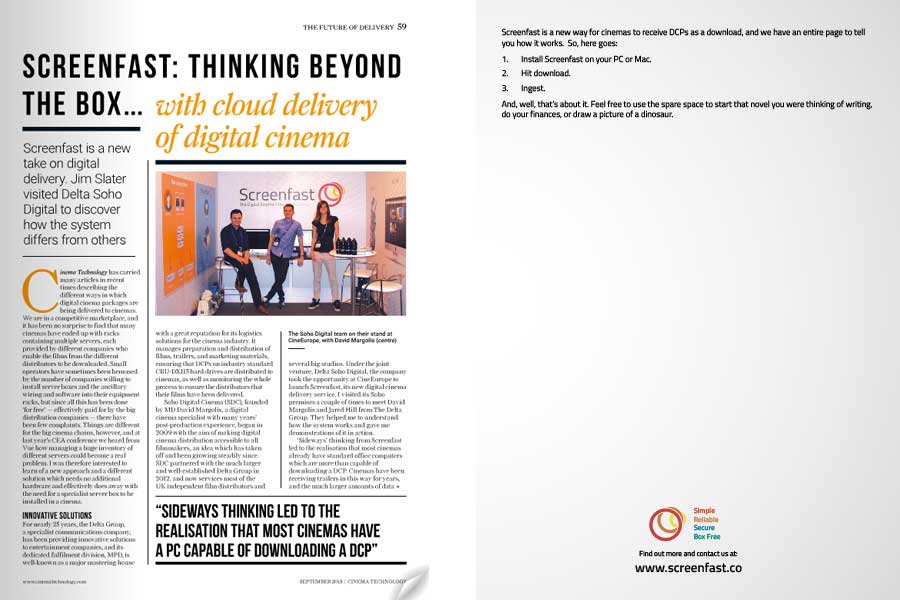 THE FUTURE OF DELIVERY 59
SCREENFAST: THINKING BEYOND
THE BOX... with cloud delivery
of digital cinema
Screenfast is a new
take on digital
delivery. Jim Slater
visited Delta Soho
Digital to discover
how the system
differs from others
Cinema Technology has carried
many articles in recent
times describing the
different ways in which
digital cinema packages are
being delivered to cinemas.
We are in a competitive marketplace, and
it has been no surprise to find that many
cinemas have ended up with racks
containing multiple servers, each
provided by different companies who
enable the films from the different
distributors to be downloaded. Small
operators have sometimes been bemused
by the number of companies willing to
install server boxes and the ancillary
wiring and software into their equipment
racks, but since all this has been done
'for free' – effectively paid for by the big
distribution companies – there have
been few complaints. Things are different
for the big cinema chains, however, and at
last year's CEA conference we heard from
Vue how managing a huge inventory of
different servers could become a real
problem. I was therefore interested to
learn of a new approach and a different
solution which needs no additional
hardware and effectively does away with
the need for a specialist server box to be
installed in a cinema.
INNOVATIVE SOLUTIONS
For nearly 25 years, the Delta Group,
a specialist communications company,
has been providing innovative solutions
to entertainment companies, and its
dedicated fulfilment division, MPD, is
well-known as a major mastering house
Screenfast
The Digital Cinema
with a great reputation for its logistics
solutions for the cinema industry. It
manages preparation and distribution of
films, trailers, and marketing materials,
ensuring that DCPs on industry standard
CRU-DX115 hard drives are distributed to
cinemas, as well as monitoring the whole
process to ensure the distributors that
their films have been delivered.
Soho Digital Cinema (SDC), founded
by MD David Margolis, a digital
cinema specialist with many years'
post-production experience, began in
2009 with the aim of making digital
cinema distribution accessible to all
filmmakers, an idea which has taken
off and been growing steadily since.
SDC partnered with the much larger
and well-established Delta Group in
2012, and now services most of the
UK independent film distributors and
The Soho Digital team on their stand at
CineEurope, with David Margolis (centre)
several big studios. Under the joint
venture, Delta Soho Digital, the company
took the opportunity at CineEurope to
launch Screenfast, its new digital cinema
delivery service. I visited its Soho
premises a couple of times to meet David
Margolis and Jared Hill from The Delta
Group. They helped me to understand
how the system works and gave me
demonstrations of it in action.
'Sideways' thinking from Screenfast
led to the realisation that most cinemas
already have standard office computers
which are more than capable of
downloading a DCP. Cinemas have been
receiving trailers in this way for years,
and the much larger amounts of data
“SIDEWAYS THINKING LED TO THE
REALISATION THAT MOST CINEMAS HAVE
A PC CAPABLE OF DOWNLOADING A DCP”
www.cinematechnology.com
SEPTEMBER 2015 | CINEMA TECHNOLOGY
Screenfast is a new way for cinemas to receive DCPs as a download, and we have an entire page to tell
you how it works. So, here goes:
1. Install Screenfast on your PC or Mac.
2. Hit download.
3. Ingest.
And, well, that's about it. Feel free to use the spare space to start that novel you were thinking of writing,
do your finances, or draw a picture of a dinosaur.
Simple
Reliable
Secure
Box Free
Find out more and contact us at:
www.screenfast.co